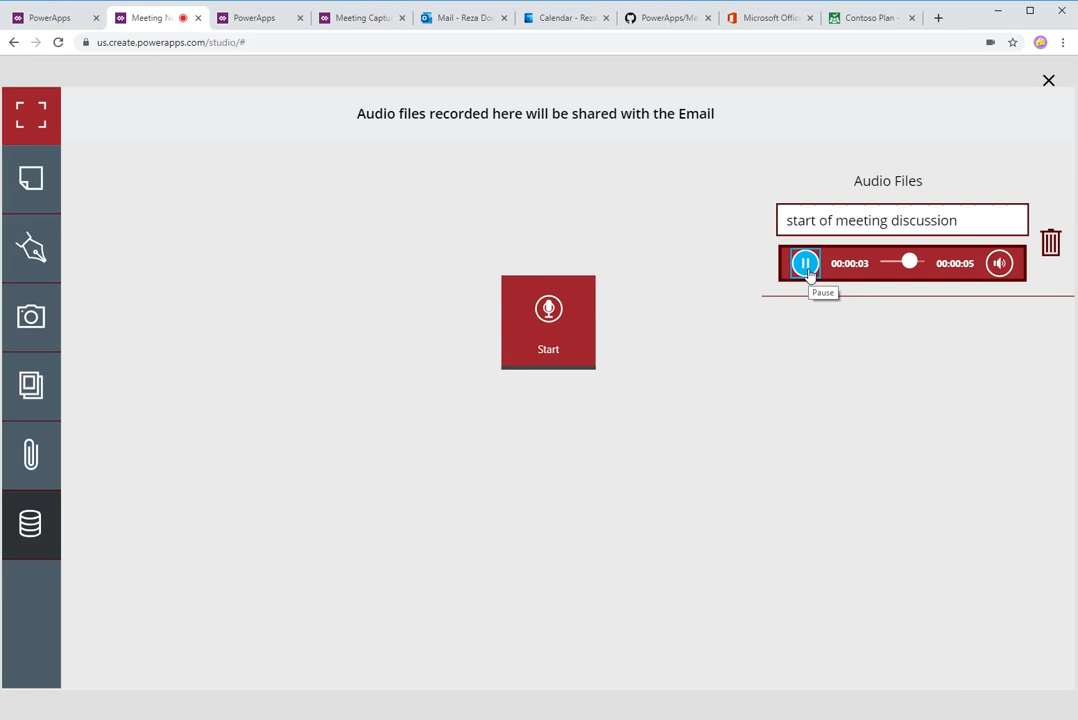 PowerApps
Meeting N
PowerApps
Meeting Captu
Mail - Reza Do
Calendar - Reza
PowerApps/Me
Microsoft Offic
Contoso Plan -
us.create.powerapps.com/studio/#
Audio files recorded here will be shared with the Email
Audio Files
start of meeting discussion
00:00:03
00:00:05
Pause
Start